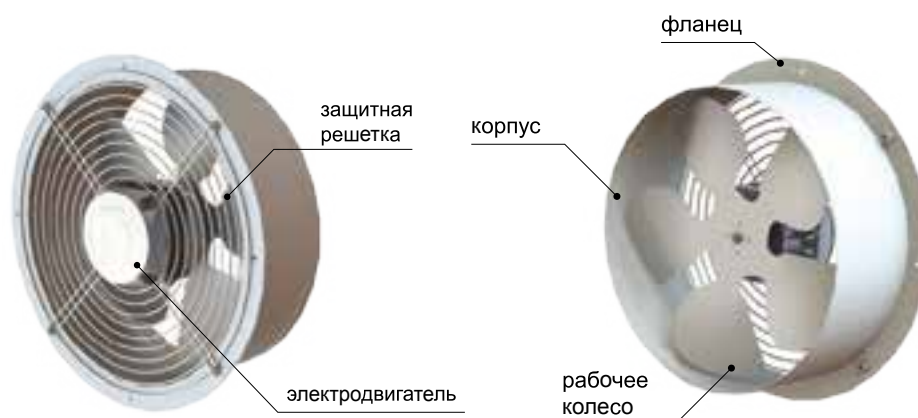 фланец
защитная
решетка
корпус
электродвигатель
рабочее
колесо